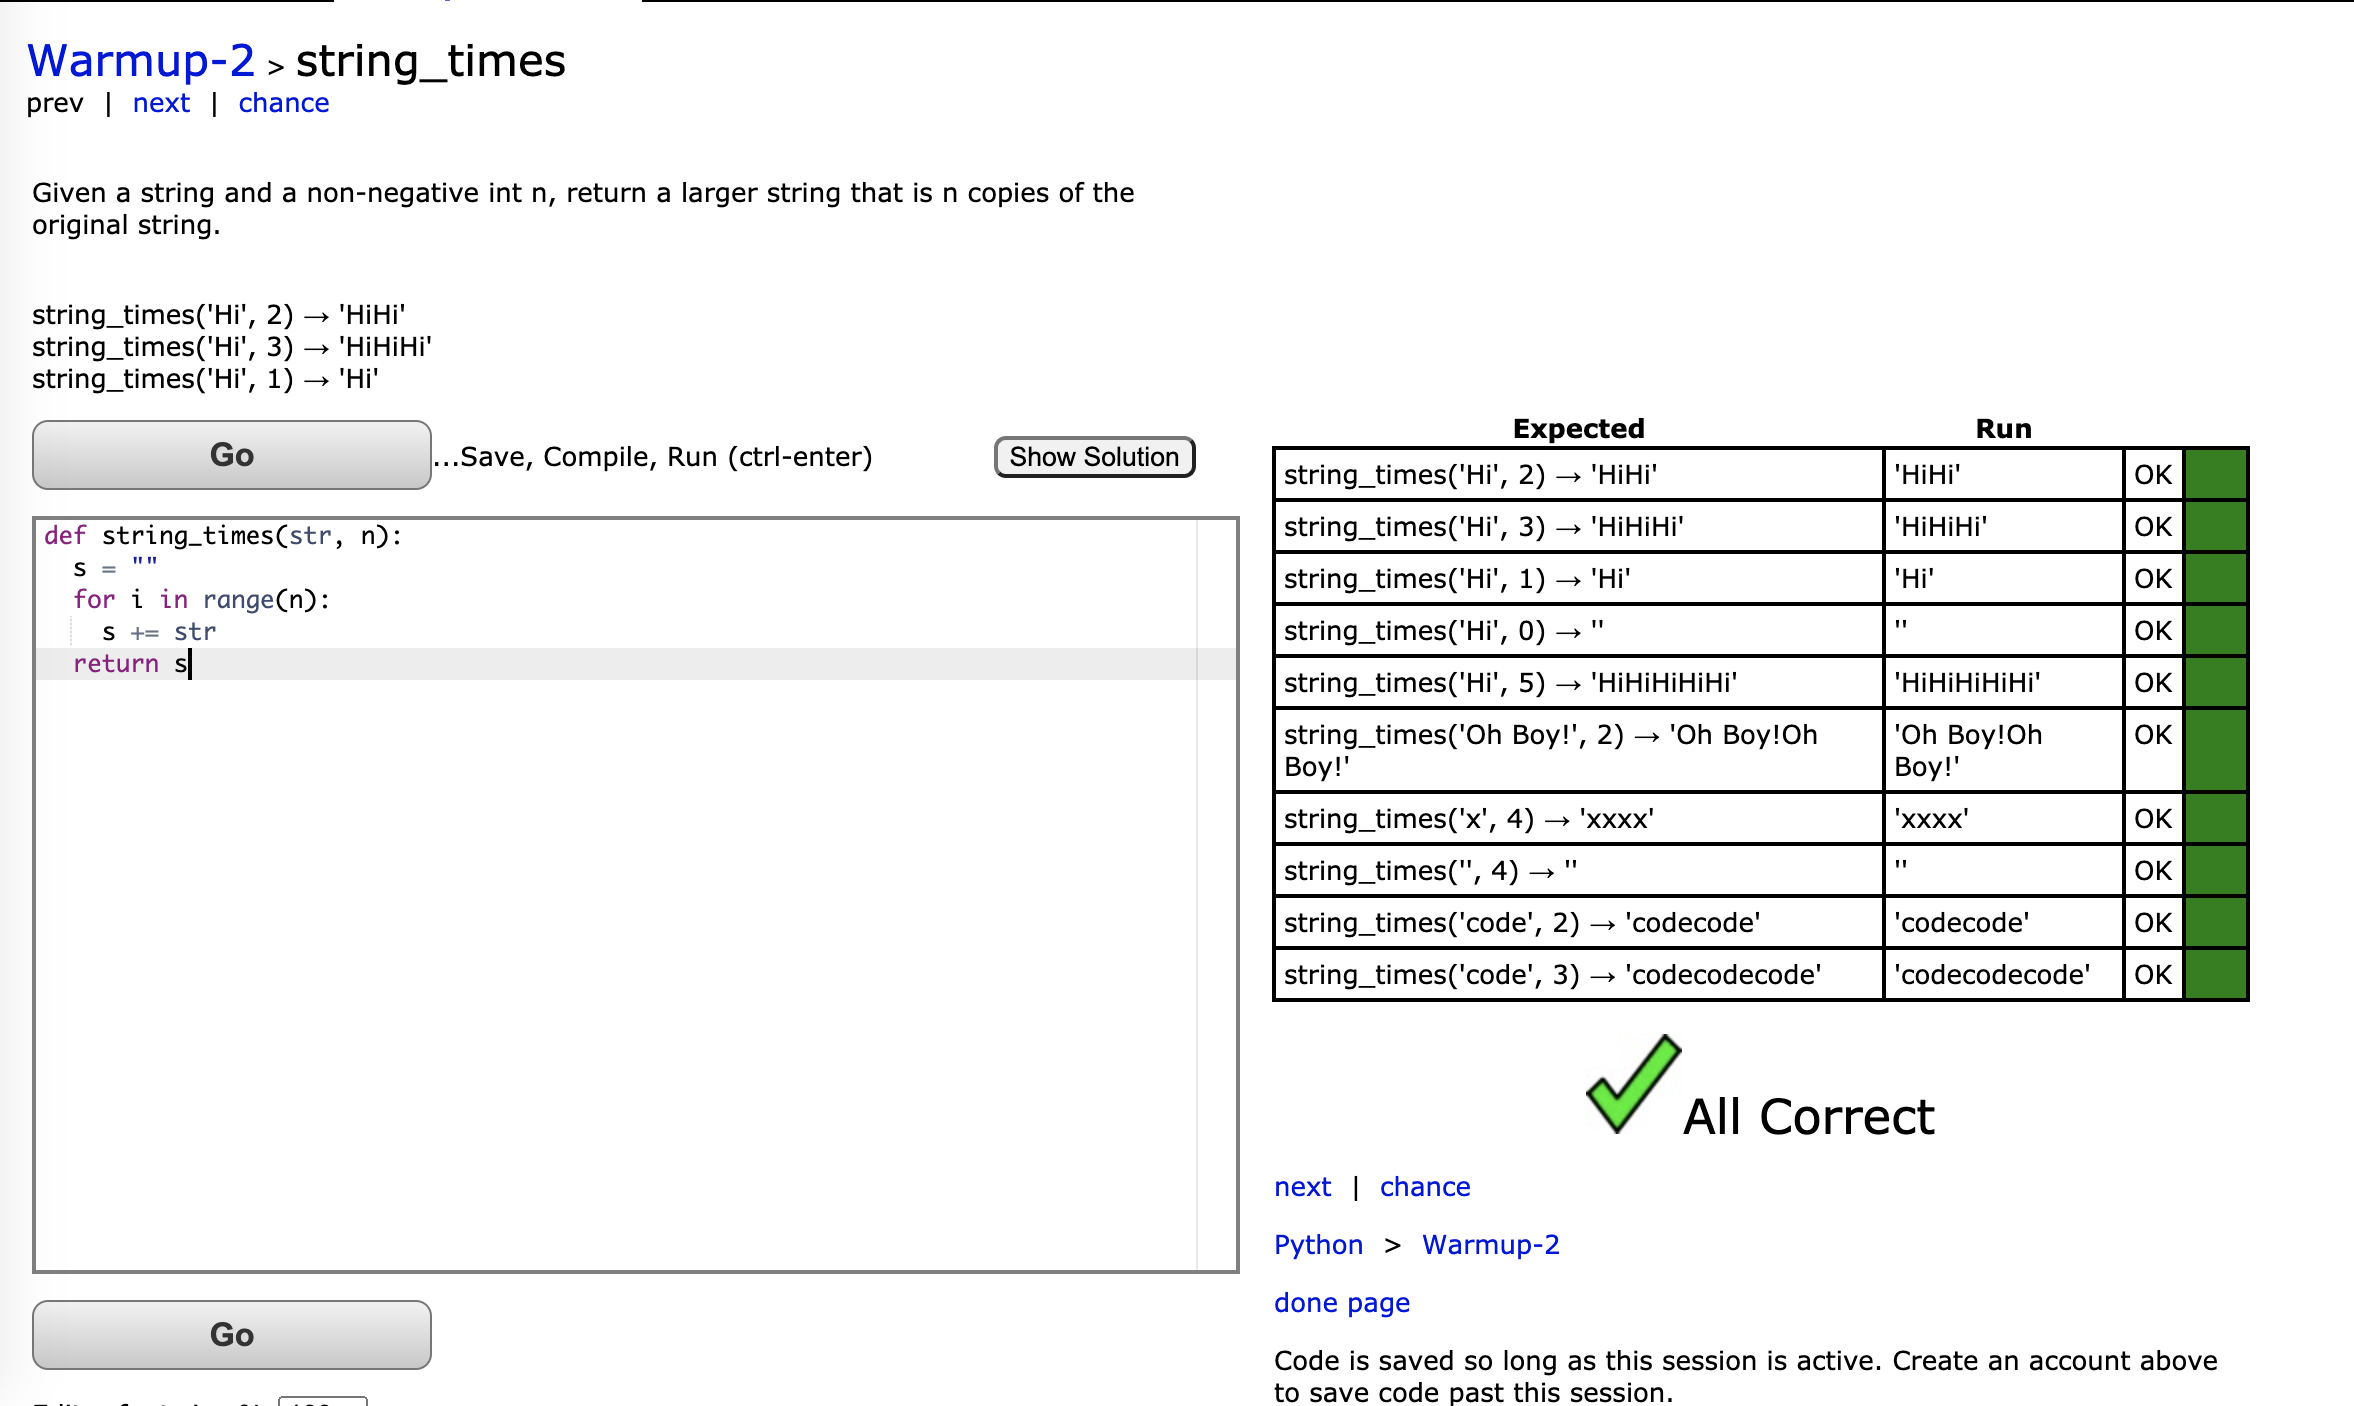 Warmup-2 > string_times
prev | next | chance
Given a string and a non-negative int n, return a larger string that is n copies of the
original string.
string_times('Hi', 2) → 'HiHi'
string_times('Hi', 3) → 'HiHiHi'
string_times('Hi', 1) → 'Hi'
Go ...Save, Compile, Run (ctrl-enter) Show Solution
def string_times(str, n):
  s = ""
  for i in range(n):
    s += str
  return s
Go
Expected Run
string_times('Hi', 2) → 'HiHi' 'HiHi' OK
string_times('Hi', 3) → 'HiHiHi' 'HiHiHi' OK
string_times('Hi', 1) → 'Hi' 'Hi' OK
string_times('Hi', 0) → '' '' OK
string_times('Hi', 5) → 'HiHiHiHiHi' 'HiHiHiHiHi' OK
string_times('Oh Boy!', 2) → 'Oh Boy!Oh 'Oh Boy!Oh OK
Boy!' Boy!'
string_times('x', 4) → 'xxxx' 'xxxx' OK
string_times('', 4) → '' '' OK
string_times('code', 2) → 'codecode' 'codecode' OK
string_times('code', 3) → 'codecodecode' 'codecodecode' OK
All Correct
next | chance
Python > Warmup-2
done page
Code is saved so long as this session is active. Create an account above
to save code past this session.